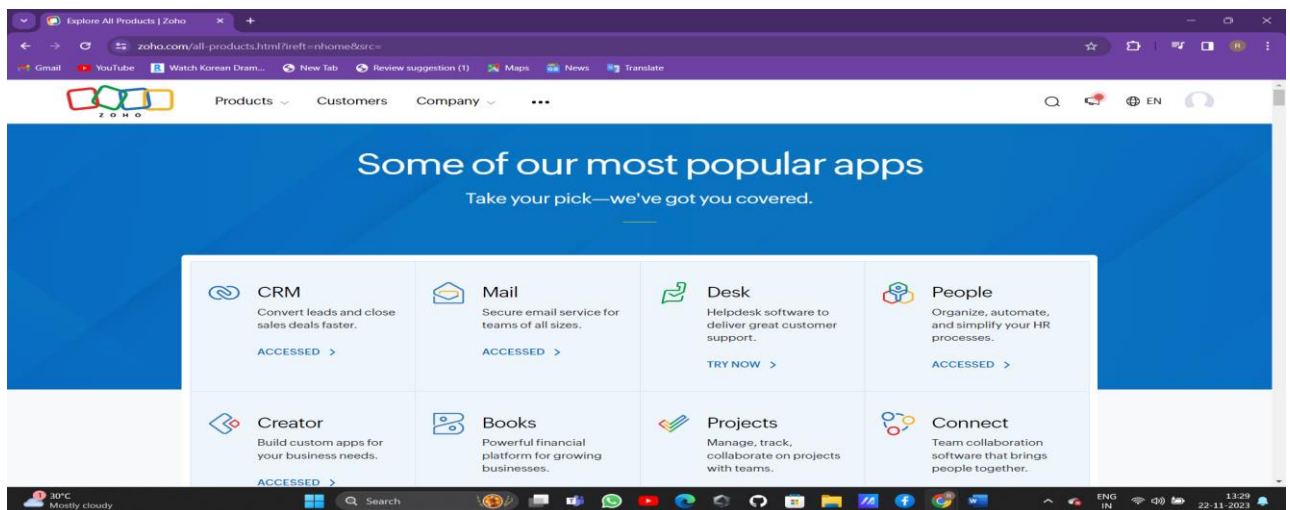 Explore All Products | Zoho
zoho.com/all-products.html?ireft=nhome&src=
Gmail YouTube Watch Korean Dram... New Tab Review suggestion (1) Maps News Translate
ZOHO Products Customers Company ••• EN
Some of our most popular apps
Take your pick—we've got you covered.
CRM
Convert leads and close
sales deals faster.
ACCESSED >
Mail
Secure email service for
teams of all sizes.
ACCESSED >
Desk
Helpdesk software to
deliver great customer
support.
TRY NOW >
People
Organize, automate,
and simplify your HR
processes.
ACCESSED >
Creator
Build custom apps for
your business needs.
ACCESSED >
Books
Powerful financial
platform for growing
businesses.
Projects
Manage, track,
collaborate on projects
with teams.
Connect
Team collaboration
software that brings
people together.
30°C
Mostly cloudy
Search
ENG
IN
13:29
22-11-2023